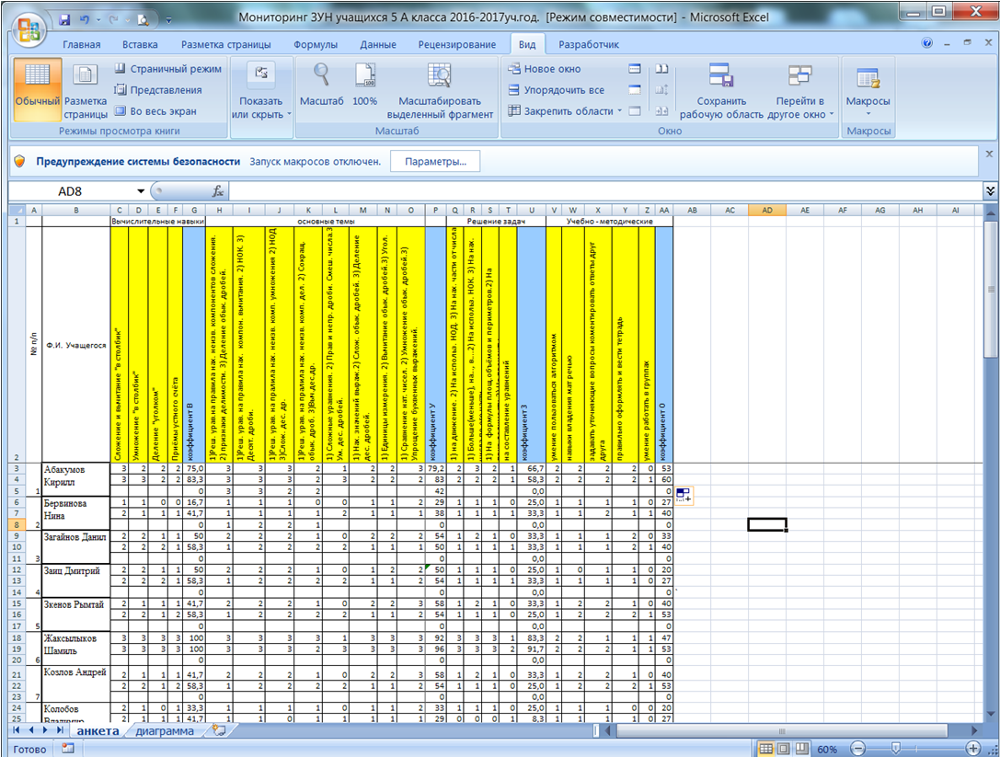 Мониторинг ЗУН учащихся 5 А класса 2016-2017уч.год. [Режим совместимости] - Microsoft Excel
Главная Вставка Разметка страницы Формулы Данные Рецензирование Вид Разработчик
Обычный
Разметка страницы
Страничный режим
Представления
Во весь экран
Режимы просмотра книги
Показать или скрыть
Масштаб
100%
Масштабировать выделенный фрагмент
Масштаб
Новое окно
Упорядочить все
Закрепить области
Сохранить рабочую область
Перейти в другое окно
Окно
Макросы
Макросы
Предупреждение системы безопасности Запуск макросов отключен. Параметры...
AD8 fx
A B C D E F G H I J K L M N O P Q R S T U V W X Y Z AA AB AC AD AE AF AG AH AI
1 Вычислительные навыки основные темы Решение задач Учебно - методические
2
№ п/п
Ф.И. Учащегося
Сложение и вычитание "в столбик"
Умножение "в столбик"
Деление "уголком"
Приёмы устного счёта
коэффициент В
1)Реш. урав.на правила нах. неизв. компонентов сложения.
2) признаки делимости. 3) Деление обык. дробей.
1)Реш. урав. на правила нах. компон. вычитания. 2) НОК. 3)
Десят. дроби.
1)Реш. урав. на пралила нах. неизв. комп. умножения 2) НОД
3)Слож. дес. др.
1)Реш. урав. на пралила нах. неизв. комп. дел. 2) Сокращ.
обык. дроб. 3)Выч.дес.др.
1) Сложные уравнения. 2) Прав и непр. дроби. Смеш. числа.3
Ум. дес. дробей.
1) Нах. значений выраж.2) Слож. обык. дробей. 3) Деление
дес. дробей.
1) Единицы измерения. 2) Вычитание обык. дробей.3) Угол.
1) Сравнение нат. чисел. 2) Умножение обык. дробей.3)
Упрощение буквенных выражений.
коэффициент У
1) на движение. 2) На использ. НОД. 3) На нах. части от числа
1) Больше(меньше), на.., в...2) На использ. НОК. 3) На нах.
1) На формулы площ,объёмов и периметров.2) На
на составление уравнений
коэффициент З
умение пользоваться алгоритмом
навыки владения мат речью
задавать уточняющие вопросы коментировать ответы друг
друга
правильно оформлять и вести тетрадь
умение работать в группах
коэффициент О
3 Абакумов 3 2 2 2 75,0 3 3 3 2 1 2 2 3 79,2 2 3 2 1 66,7 2 2 2 2 0 53
4 Кирилл 3 3 2 2 83,3 3 3 3 2 3 2 2 2 83 2 2 2 1 58,3 2 2 2 2 1 60
5 1 0 3 3 2 2 42 0,0 0
6 Бервинова 1 1 0 0 16,7 1 1 1 0 0 1 1 2 29 1 1 1 0 25,0 1 1 1 1 0 27
7 Нина 2 1 1 1 41,7 1 1 1 1 0 1 2 2 38 1 1 1 1 33,3 1 1 2 1 1 40
8 2 0 1 2 2 1 0 0,0 0
9 Загайнов Данил 2 2 1 1 50 2 2 2 1 0 2 2 2 54 1 2 1 0 33,3 1 1 1 2 0 33
10 2 2 2 1 58,3 1 2 2 1 1 2 1 2 50 1 1 1 1 33,3 1 1 2 1 1 40
11 3 0 0 0,0 0
12 Заиц Дмитрий 2 2 1 1 50 1 2 2 1 0 1 2 2 50 1 1 1 0 25,0 1 0 1 1 0 20
13 2 2 2 1 58,3 1 2 2 2 1 1 2 2 54 1 1 1 1 33,3 1 1 1 1 0 27
14 4 0 0 0,0 0
15 Зкенов Рымтай 2 1 1 1 41,7 2 2 2 1 0 2 2 3 58 1 2 1 0 33,3 1 2 2 1 0 40
16 2 2 2 1 58,3 2 2 2 1 1 2 1 2 54 1 1 1 0 25,0 1 2 2 2 1 53
17 5 0 0 0,0 0
18 Жаксылыков 3 3 3 3 100 3 3 3 3 1 3 3 3 92 3 3 3 1 83,3 2 2 1 1 1 47
19 Шамиль 3 3 3 3 100 3 3 3 2 3 3 3 3 96 3 3 3 2 91,7 2 2 2 1 1 53
20 6 0 0 0,0 0
21 Козлов Андрей 2 1 1 1 41,7 2 2 2 1 0 2 2 3 58 1 2 1 0 33,3 1 2 2 1 0 40
22 2 2 1 2 58,3 2 2 2 1 1 2 1 2 54 1 1 1 0 25,0 1 2 2 2 1 53
23 7 0 0 0,0 0
24 Колобов 2 1 0 1 33,3 1 1 1 1 0 1 1 2 33 1 1 1 0 25,0 1 1 1 0 0 20
25 Владимир 2 1 1 1 41,7 1 1 0 1 1 1 1 1 29 0 0 0 1 8,3 1 1 1 1 0 27
анкета диаграмма
Готово 60%